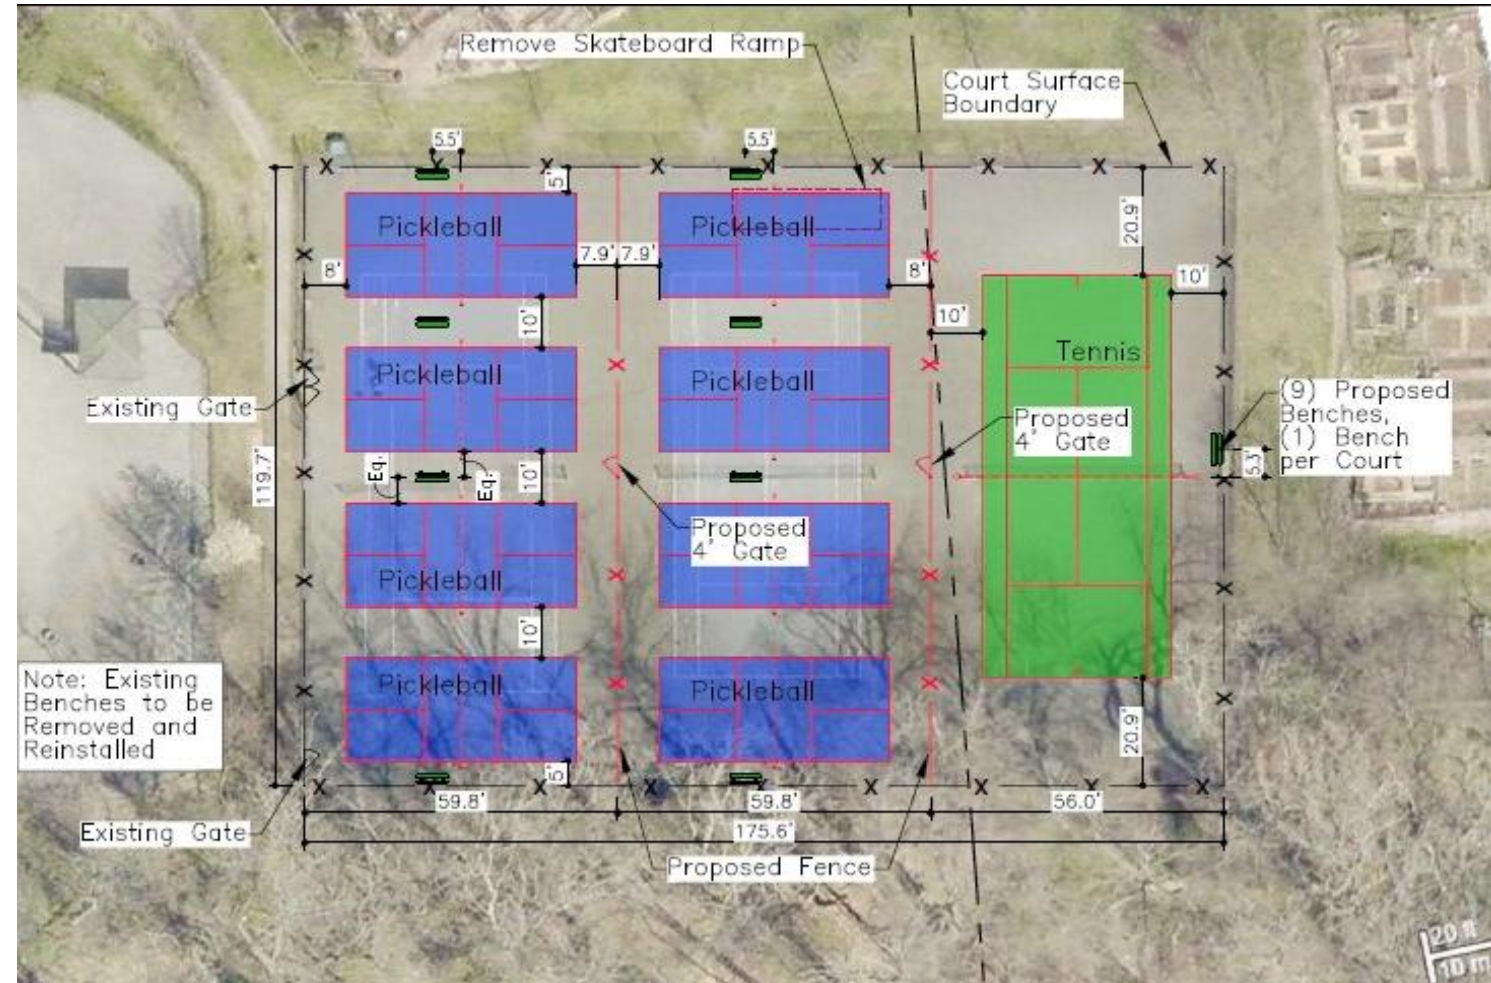 Remove Skateboard Ramp
Court Surface
Boundary
5.5'
5.5'
5'
20.9'
Pickleball
Pickleball
7.9'
7.9'
8'
8'
10'
10'
10'
Tennis
Pickleball
Pickleball
Existing Gate
(9) Proposed
Benches,
(1) Bench
per Court
Proposed
4' Gate
119.7'
Eq.
Eq.
10'
5.3'
Proposed
4' Gate
Pickleball
10'
Note: Existing
Benches to be
Removed and
Reinstalled
Pickleball
Pickleball
20.9'
5'
59.8'
59.8'
56.0'
175.6'
Existing Gate
Proposed Fence
20 ft
10 m